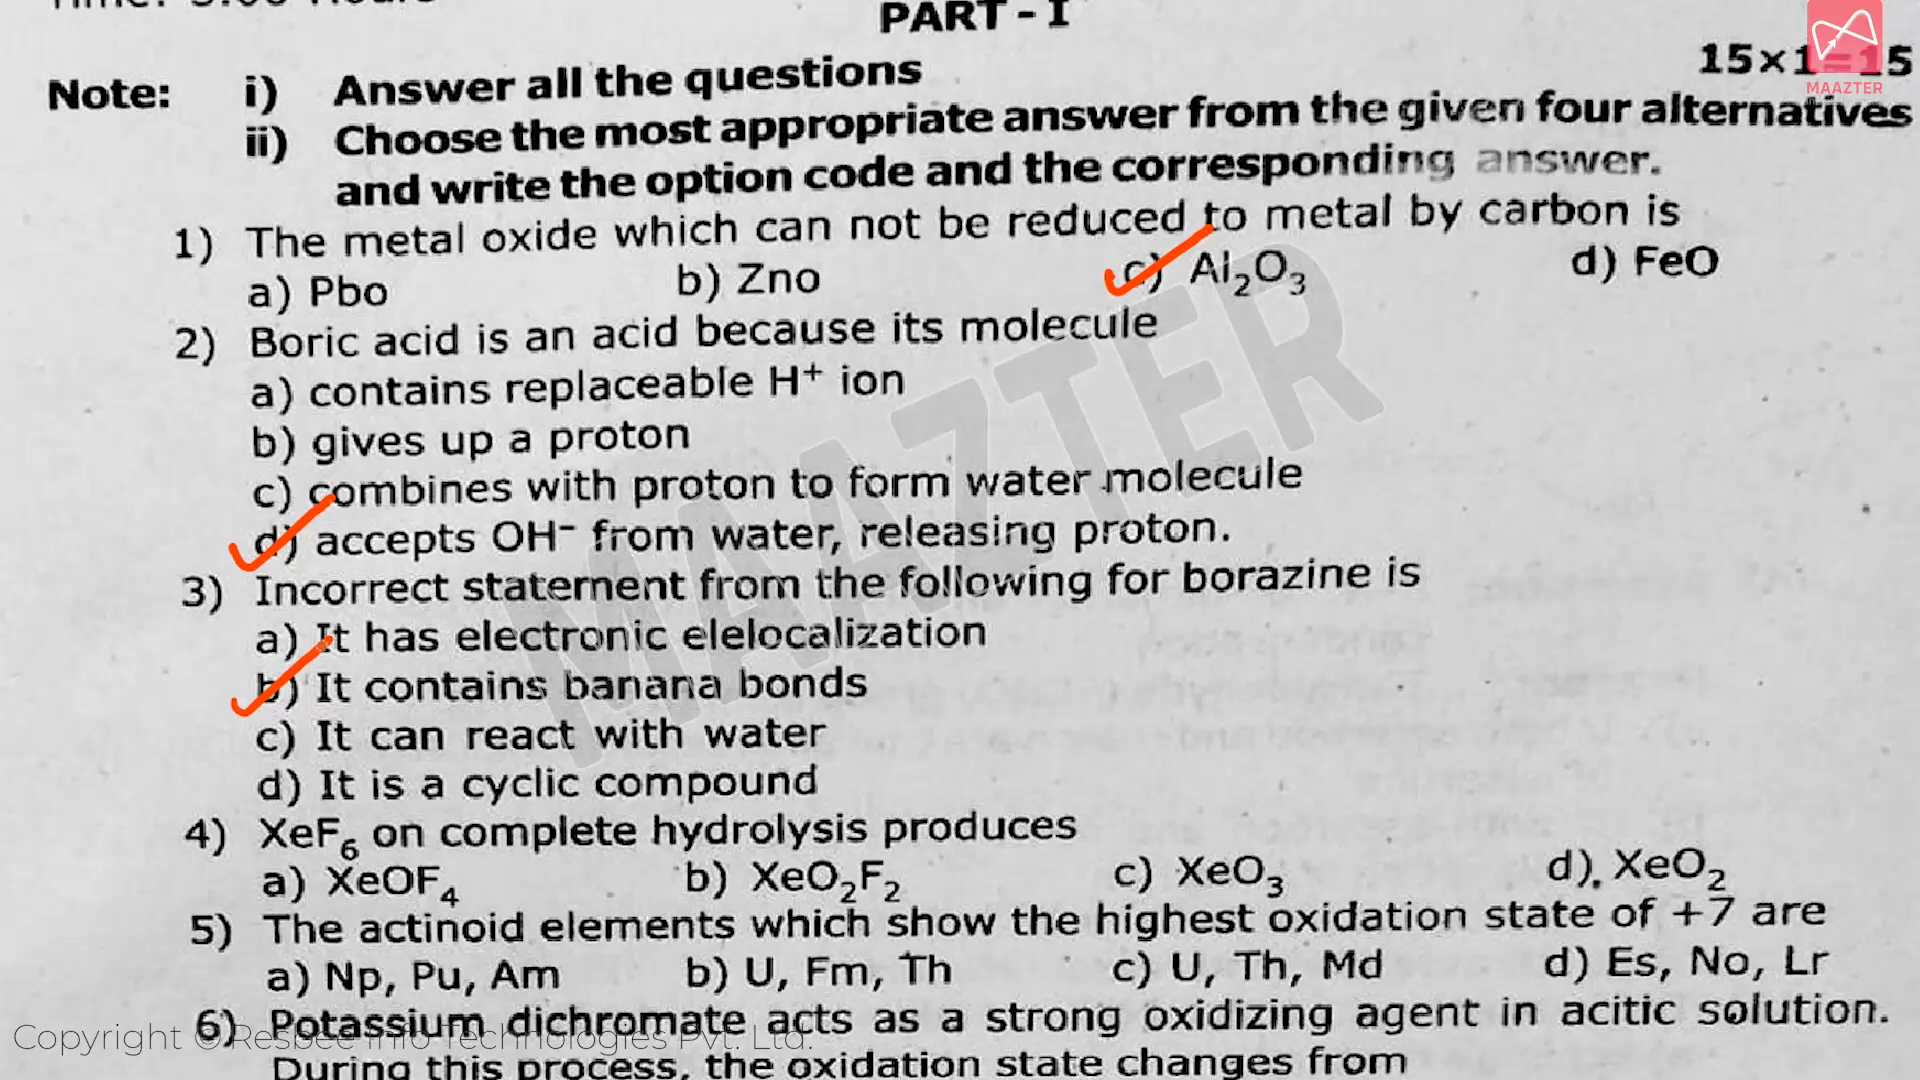 Time: 3.00 Hours
PART - I
15×1=15
MAAZTER
Note: i) Answer all the questions
ii) Choose the most appropriate answer from the given four alternatives
and write the option code and the corresponding answer.
1) The metal oxide which can not be reduced to metal by carbon is
a) Pbo b) Zno c) Al₂O₃ d) FeO
2) Boric acid is an acid because its molecule
a) contains replaceable H⁺ ion
b) gives up a proton
c) combines with proton to form water molecule
d) accepts OH⁻ from water, releasing proton.
3) Incorrect statement from the following for borazine is
a) It has electronic elelocalization
b) It contains banana bonds
c) It can react with water
d) It is a cyclic compound
MAAZTER
4) XeF₆ on complete hydrolysis produces
a) XeOF₄ b) XeO₂F₂ c) XeO₃ d) XeO₂
5) The actinoid elements which show the highest oxidation state of +7 are
a) Np, Pu, Am b) U, Fm, Th c) U, Th, Md d) Es, No, Lr
6) Potassium dichromate acts as a strong oxidizing agent in acitic solution.
Copyright © Resbee Info Technologies Pvt. Ltd.
During this process, the oxidation state changes from